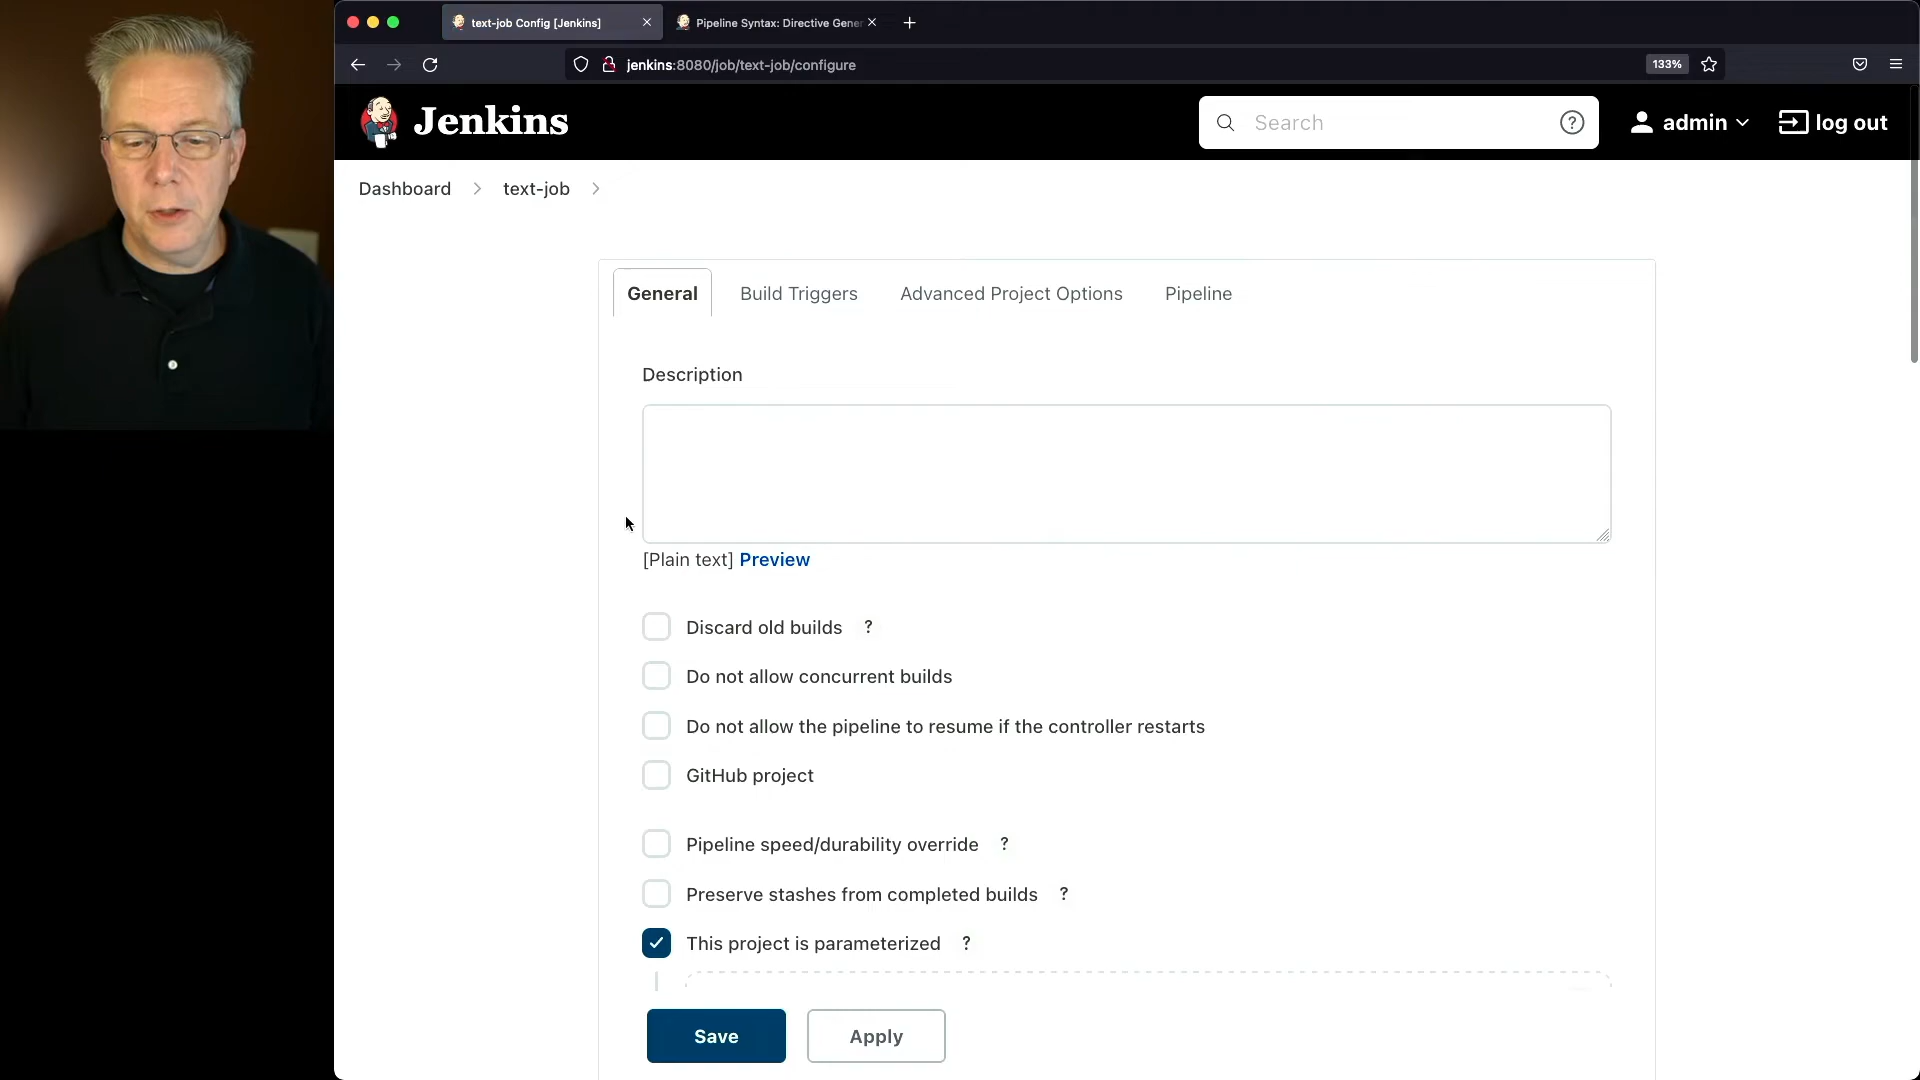 text-job Config [Jenkins]
Pipeline Syntax: Directive Gener
jenkins:8080/job/text-job/configure
133%
Jenkins
Search
?
admin
log out
Dashboard
text-job
General
Build Triggers
Advanced Project Options
Pipeline
Description
[Plain text] Preview
Discard old builds ?
Do not allow concurrent builds
Do not allow the pipeline to resume if the controller restarts
GitHub project
Pipeline speed/durability override ?
Preserve stashes from completed builds ?
This project is parameterized ?
Save
Apply